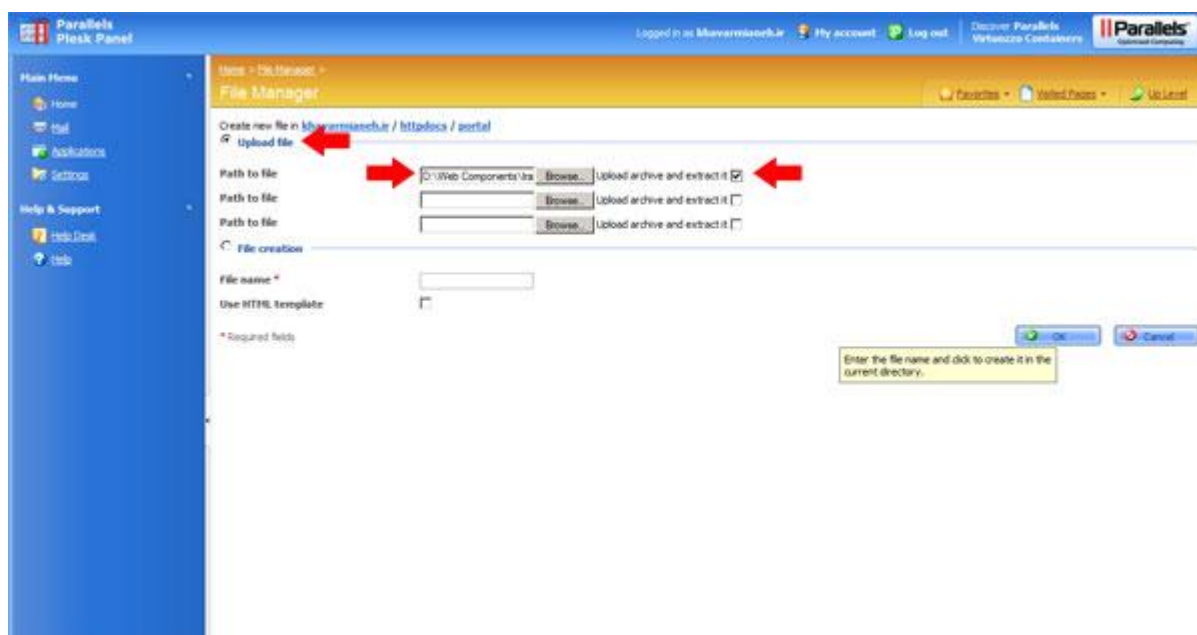 Parallels
Plesk Panel
Logged in as khavarmianeh.ir My account Log out
Discover Parallels
Virtuozzo Containers
Parallels
Optimized Computing
Main Menu
Home
Mail
Applications
Settings
Help & Support
Help Desk
Help
Home > File Manager >
File Manager
Favorites Visited Pages Up Level
Create new file in khavarmianeh.ir / httpdocs / portal
Upload file
Path to file D:\Web Components\Ira Browse... Upload archive and extract it
Path to file Browse... Upload archive and extract it
Path to file Browse... Upload archive and extract it
File creation
File name *
Use HTML template
* Required fields
OK Cancel
Enter the file name and click to create it in the
current directory.